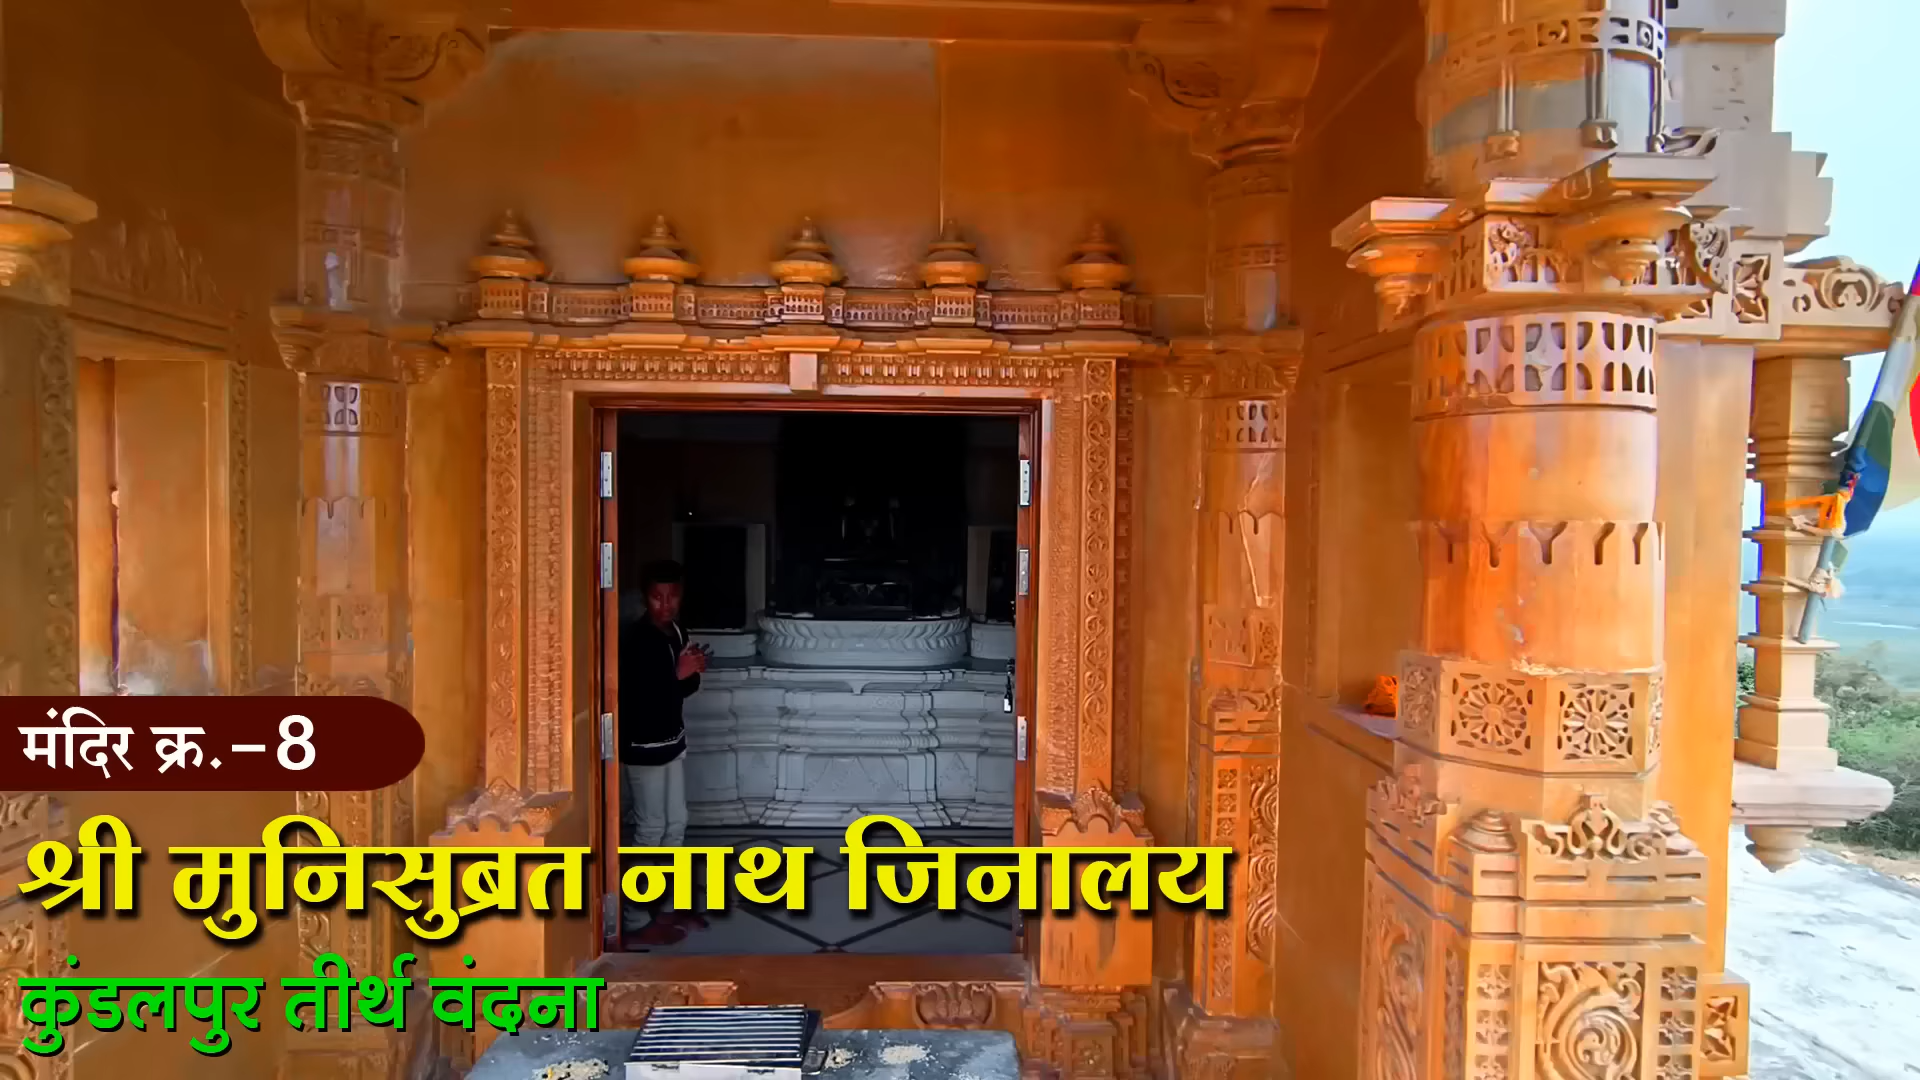 मंदिर क्र.–8
श्री मुनिसुब्रत नाथ जिनालय
कुंडलपुर तीर्थ वंदना